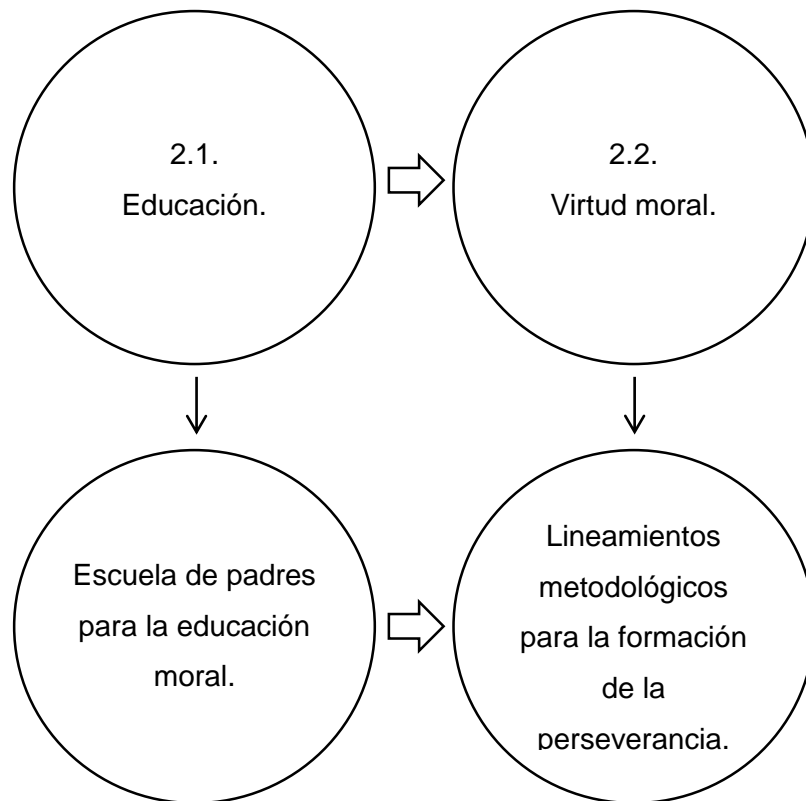 2.1.
Educación.
2.2.
Virtud moral.
Escuela de padres
para la educación
moral.
Lineamientos
metodológicos
para la formación
de la
perseverancia.